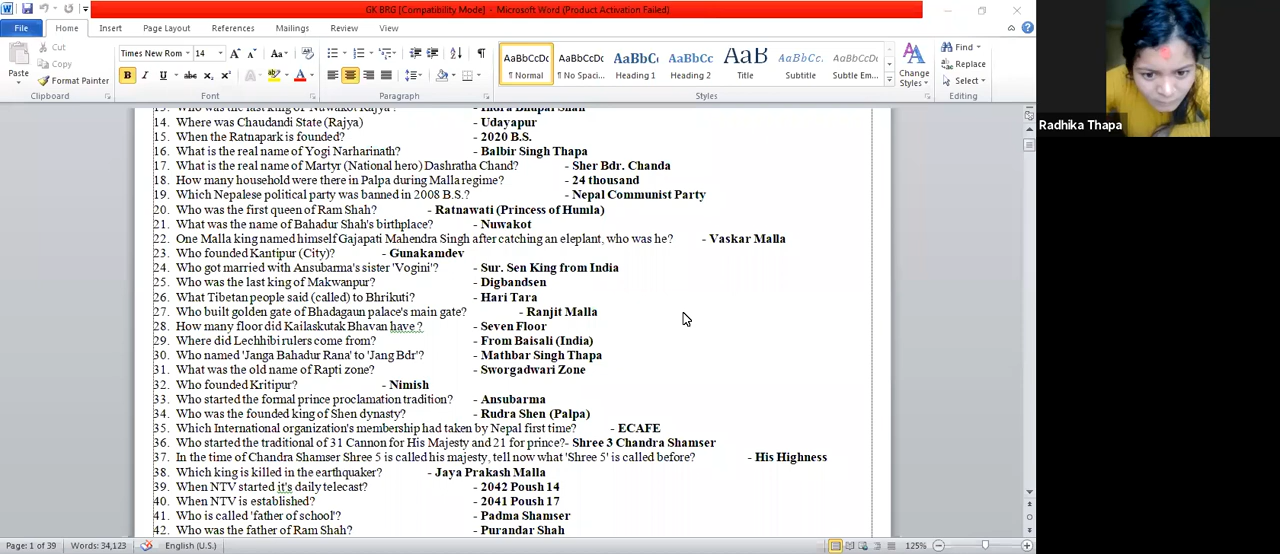 GK BRG [Compatibility Mode] - Microsoft Word (Product Activation Failed)
File Home Insert Page Layout References Mailings Review View
Cut
Copy
Paste
Format Painter
Clipboard
Times New Rom 14
Font
Paragraph
AaBbCcDc AaBbCcDc AaBbC AaBbCc AaB AaBbCc. AaBbCcDc
¶ Normal ¶ No Spaci... Heading 1 Heading 2 Title Subtitle Subtle Em...
Styles
Change Styles
Find
Replace
Select
Editing
Radhika Thapa
13. Who was the last king of Nuwakot Rajya ? - Indra Bhupal Shah
14. Where was Chaudandi State (Rajya) - Udayapur
15. When the Ratnapark is founded? - 2020 B.S.
16. What is the real name of Yogi Narharinath? - Balbir Singh Thapa
17. What is the real name of Martyr (National hero) Dashratha Chand? - Sher Bdr. Chanda
18. How many household were there in Palpa during Malla regime? - 24 thousand
19. Which Nepalese political party was banned in 2008 B.S.? - Nepal Communist Party
20. Who was the first queen of Ram Shah? - Ratnawati (Princess of Humla)
21. What was the name of Bahadur Shah's birthplace? - Nuwakot
22. One Malla king named himself Gajapati Mahendra Singh after catching an eleplant, who was he? - Vaskar Malla
23. Who founded Kantipur (City)? - Gunakamdev
24. Who got married with Ansubarma's sister 'Vogini'? - Sur. Sen King from India
25. Who was the last king of Makwanpur? - Digbandsen
26. What Tibetan people said (called) to Bhrikuti? - Hari Tara
27. Who built golden gate of Bhadagaun palace's main gate? - Ranjit Malla
28. How many floor did Kailaskutak Bhavan have ? - Seven Floor
29. Where did Lechhibi rulers come from? - From Baisali (India)
30. Who named 'Janga Bahadur Rana' to 'Jang Bdr'? - Mathbar Singh Thapa
31. What was the old name of Rapti zone? - Sworgadwari Zone
32. Who founded Kritipur? - Nimish
33. Who started the formal prince proclamation tradition? - Ansubarma
34. Who was the founded king of Shen dynasty? - Rudra Shen (Palpa)
35. Which International organization's membership had taken by Nepal first time? - ECAFE
36. Who started the traditional of 31 Cannon for His Majesty and 21 for prince?- Shree 3 Chandra Shamser
37. In the time of Chandra Shamser Shree 5 is called his majesty, tell now what 'Shree 5' is called before? - His Highness
38. Which king is killed in the earthquaker? - Jaya Prakash Malla
39. When NTV started it's daily telecast? - 2042 Poush 14
40. When NTV is established? - 2041 Poush 17
41. Who is called 'father of school'? - Padma Shamser
42. Who was the father of Ram Shah? - Purandar Shah
Page: 1 of 39 Words: 34,123 English (U.S.) 125%